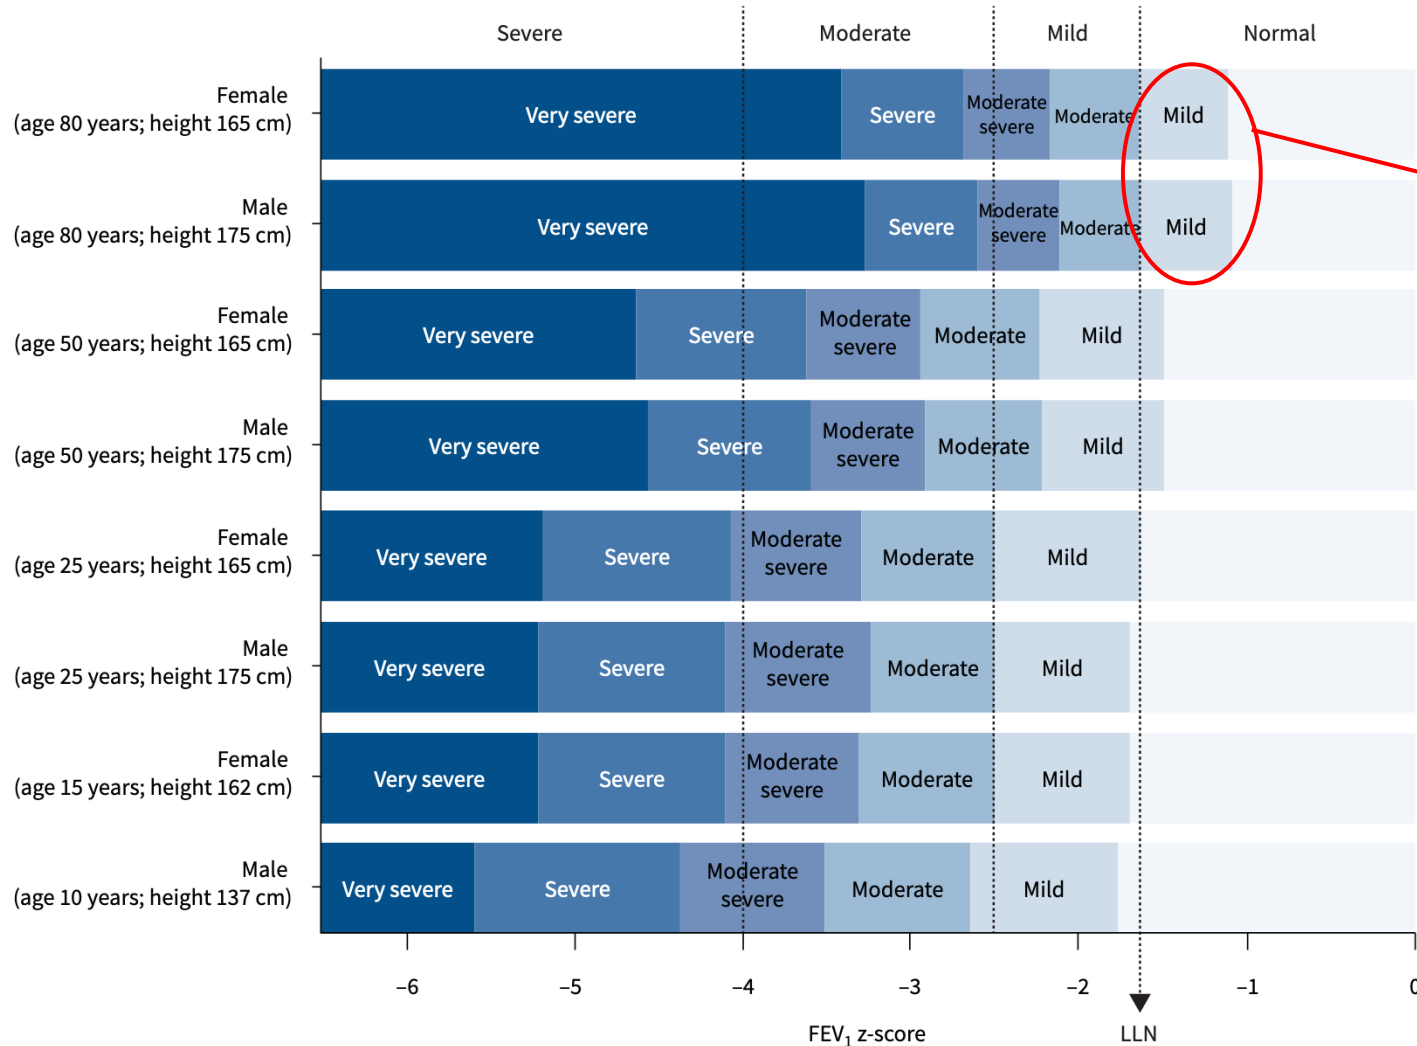 Severe Moderate Mild Normal
Female
(age 80 years; height 165 cm)
Very severe Severe Moderate severe Moderate Mild
Male
(age 80 years; height 175 cm)
Very severe Severe Moderate severe Moderate Mild
Female
(age 50 years; height 165 cm)
Very severe Severe Moderate severe Moderate Mild
Male
(age 50 years; height 175 cm)
Very severe Severe Moderate severe Moderate Mild
Female
(age 25 years; height 165 cm)
Very severe Severe Moderate severe Moderate Mild
Male
(age 25 years; height 175 cm)
Very severe Severe Moderate severe Moderate Mild
Female
(age 15 years; height 162 cm)
Very severe Severe Moderate severe Moderate Mild
Male
(age 10 years; height 137 cm)
Very severe Severe Moderate severe Moderate Mild
–6 –5 –4 –3 –2 –1 0
FEV₁ z-score LLN